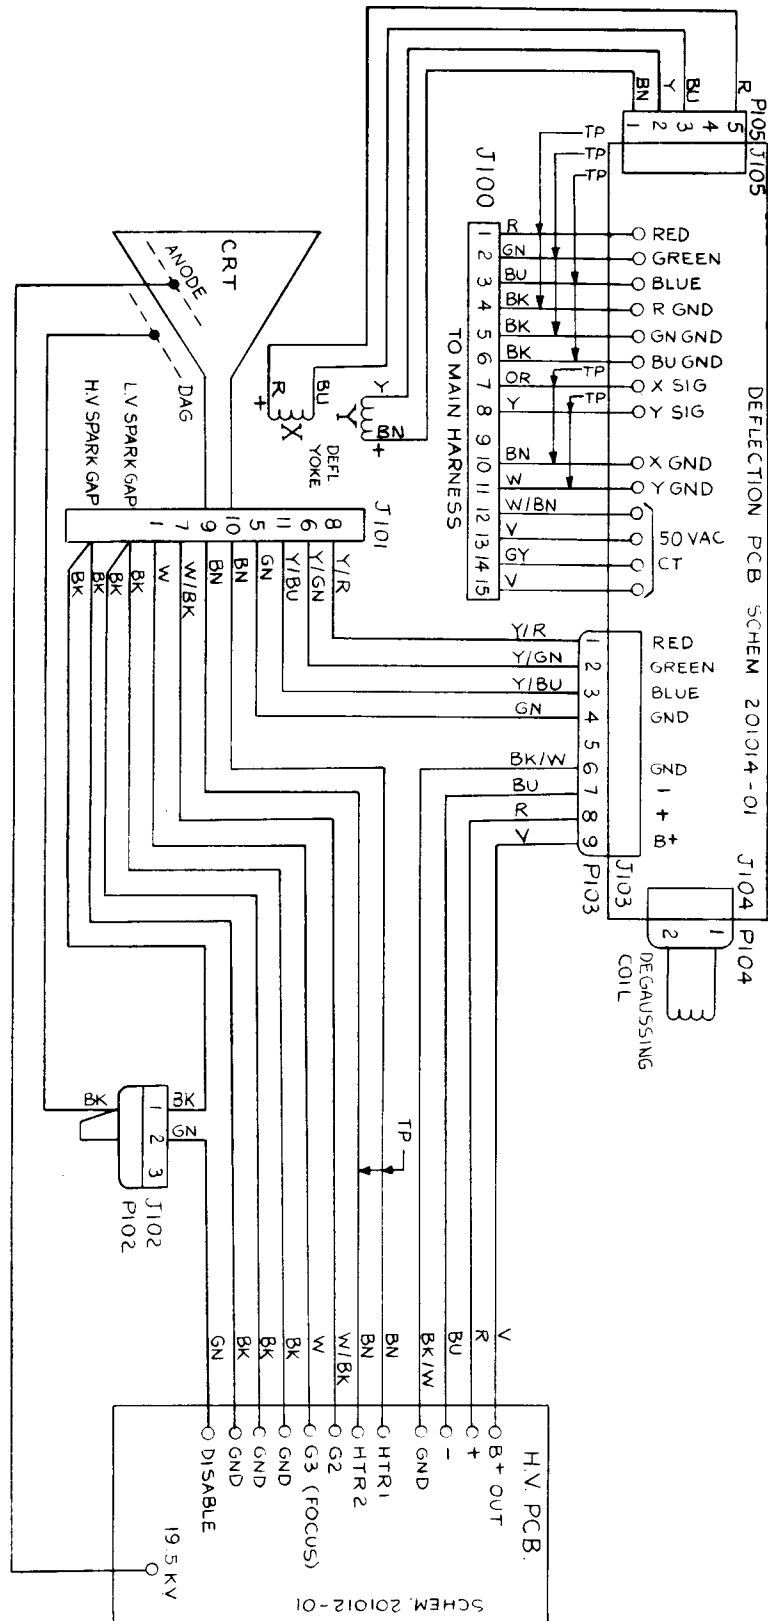 DEFLECTION PCB SCHEM 201014-01
P105 J105
R
BU
Y
BN
5
4
3
2
1
TP
TP
TP
J100
1 R RED
2 GN GREEN
3 BU BLUE
4 BK R GND
5 BK GN GND
6 BK BU GND
7 OR X SIG
8 Y Y SIG
9
10 BN X GND
11 W Y GND
12 W/BN
13 V
14 GY
15 V
50 VAC
CT
TP
TP
TO MAIN HARNESS
CRT
ANODE
DAG
R
+
X
BU
Y
Y
BN
+
DEFL.
YOKE
H.V SPARK GAP
L.V SPARK GAP
J101
8 Y/R
6 Y/GN
11 Y/BU
5 GN
10 BN
9 BN
7 W/BK
1 W
BK
BK
BK
BK
Y/R 1 RED
Y/GN 2 GREEN
Y/BU 3 BLUE
GN 4 GND
5
BK/W 6 GND
BU 7 -
R 8 +
V 9 B+
J103
P103
J104 P104
1
2
DEGAUSSING
COIL
BK 1 BK
2 GN
3
J102
P102
TP
V
R
BU
BK/W
BN
BN
W/BK
W
BK
BK
BK
GN
H.V. PCB.
B+ OUT
+
-
GND
HTR1
HTR2
G2
G3 (FOCUS)
GND
GND
GND
DISABLE
19.5 KV
SCHEM. 201012-01